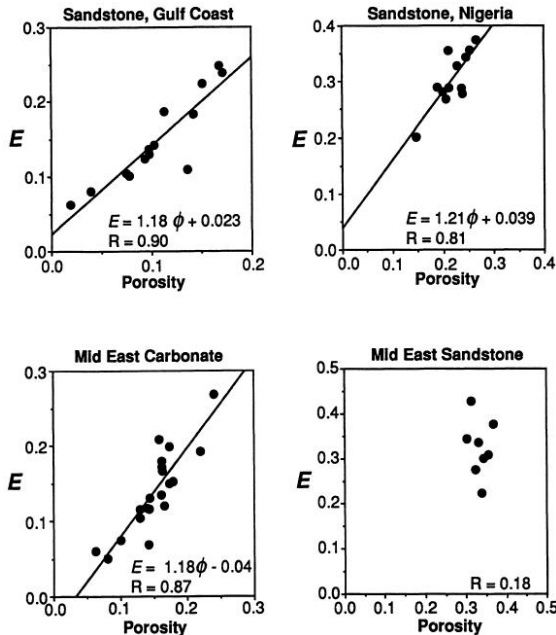 Sandstone, Gulf Coast
0.3
0.2
E
0.1
0.0
E = 1.18 ϕ + 0.023
R = 0.90
0.0 0.1 0.2
Porosity
Sandstone, Nigeria
0.4
0.3
E
0.2
0.1
0.0
E = 1.21ϕ + 0.039
R = 0.81
0.0 0.1 0.2 0.3 0.4
Porosity
Mid East Carbonate
0.3
0.2
E
0.1
0.0
E = 1.18ϕ - 0.04
R = 0.87
0.0 0.1 0.2 0.3
Porosity
Mid East Sandstone
0.5
0.4
0.3
E
0.2
0.1
0.0
R = 0.18
0.0 0.1 0.2 0.3 0.4 0.5
Porosity